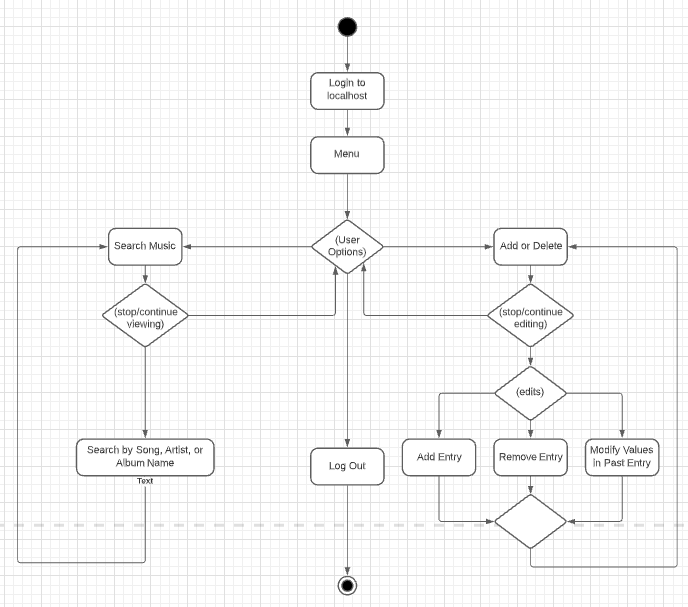 Login to
localhost
Menu
(User
Options)
Search Music
Add or Delete
(stop/continue
viewing)
(stop/continue
editing)
(edits)
Search by Song, Artist, or
Album Name
Text
Log Out
Add Entry
Remove Entry
Modify Values
In Past Entry